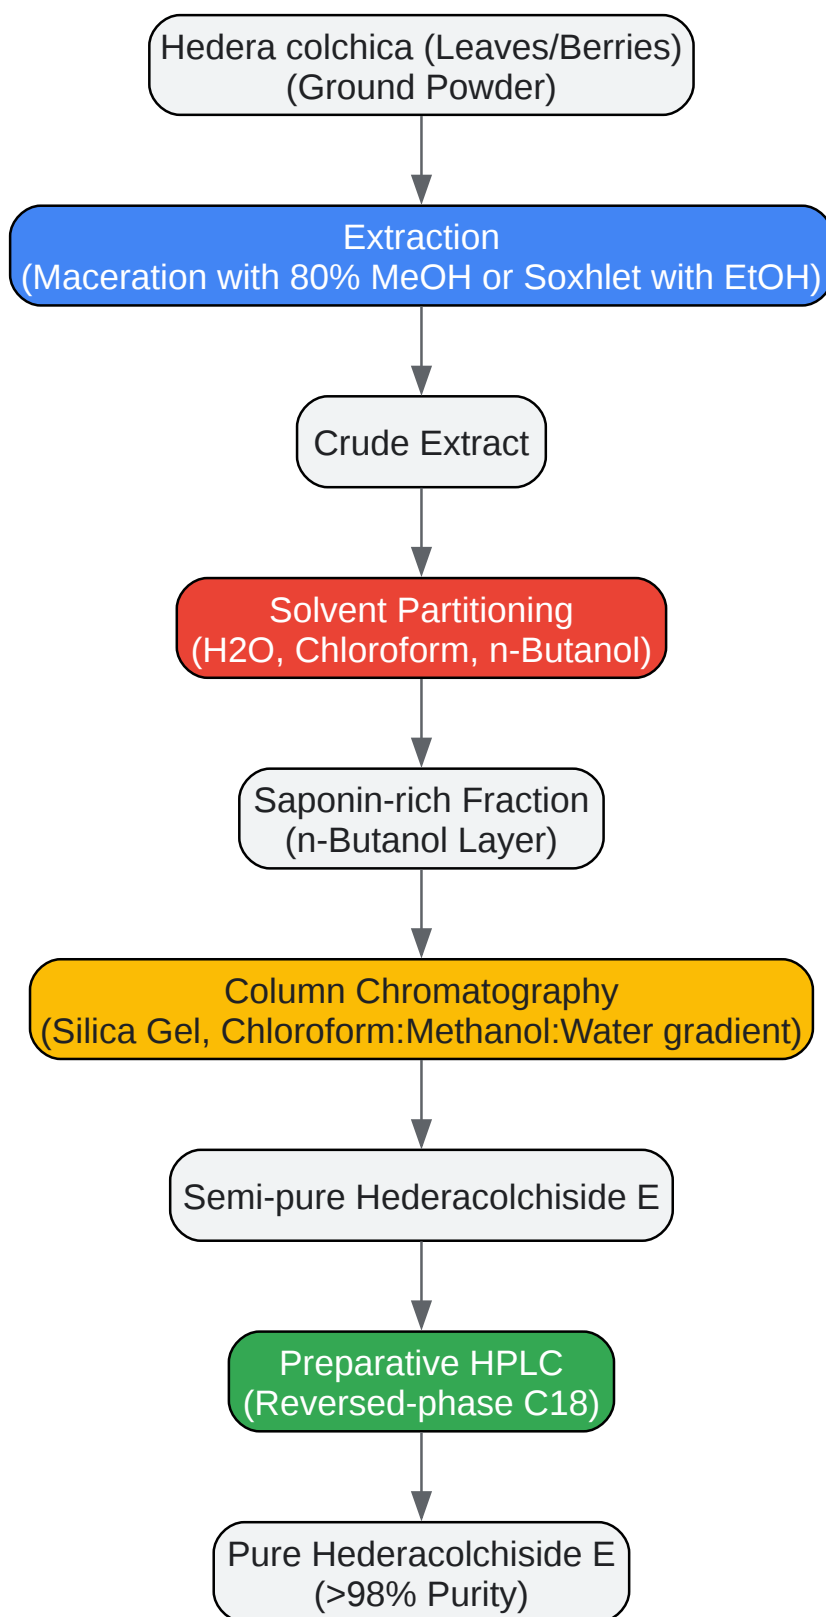 Hedera colchica (Leaves/Berries)
(Ground Powder)
Extraction
(Maceration with 80% MeOH or Soxhlet with EtOH)
Crude Extract
Solvent Partitioning
(H2O, Chloroform, n-Butanol)
Saponin-rich Fraction
(n-Butanol Layer)
Column Chromatography
(Silica Gel, Chloroform:Methanol:Water gradient)
Semi-pure Hederacolchiside E
Preparative HPLC
(Reversed-phase C18)
Pure Hederacolchiside E
(>98% Purity)